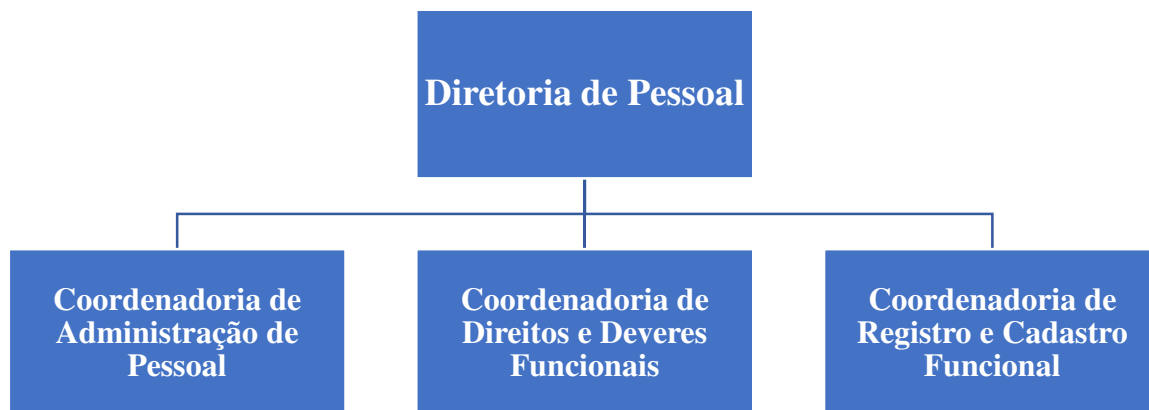 Diretoria de Pessoal
Coordenadoria de
Administração de
Pessoal
Coordenadoria de
Direitos e Deveres
Funcionais
Coordenadoria de
Registro e Cadastro
Funcional